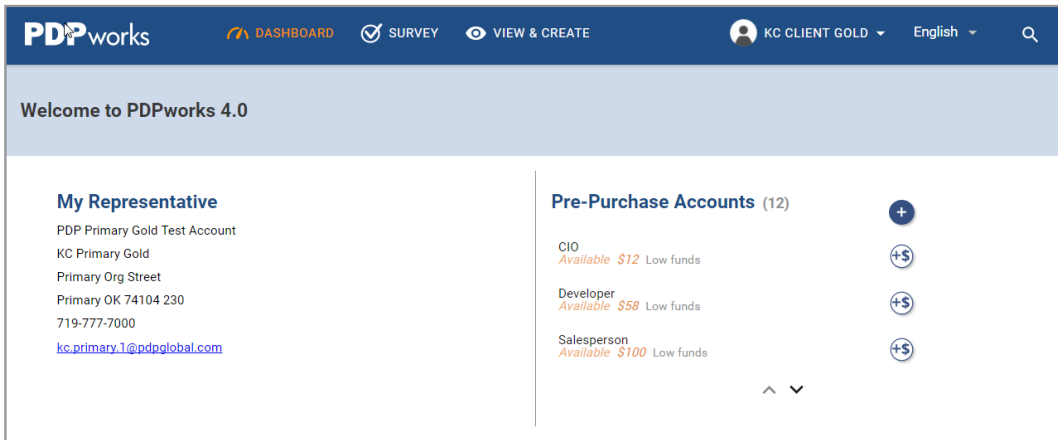 PDPworks DASHBOARD SURVEY VIEW & CREATE KC CLIENT GOLD English
Welcome to PDPworks 4.0
My Representative
PDP Primary Gold Test Account
KC Primary Gold
Primary Org Street
Primary OK 74104 230
719-777-7000
kc.primary.1@pdpglobal.com
Pre-Purchase Accounts (12)
+
CIO
Available $12 Low funds
+$
Developer
Available $58 Low funds
+$
Salesperson
Available $100 Low funds
+$